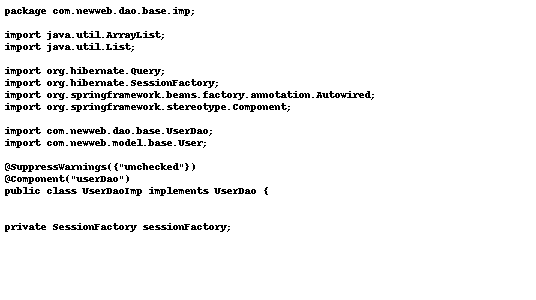 package com.newweb.dao.base.imp;
import java.util.ArrayList;
import java.util.List;
import org.hibernate.Query;
import org.hibernate.SessionFactory;
import org.springframework.beans.factory.annotation.Autowired;
import org.springframework.stereotype.Component;
import com.newweb.dao.base.UserDao;
import com.newweb.model.base.User;
@SuppressWarnings({"unchecked"})
@Component("userDao")
public class UserDaoImp implements UserDao {
private SessionFactory sessionFactory;